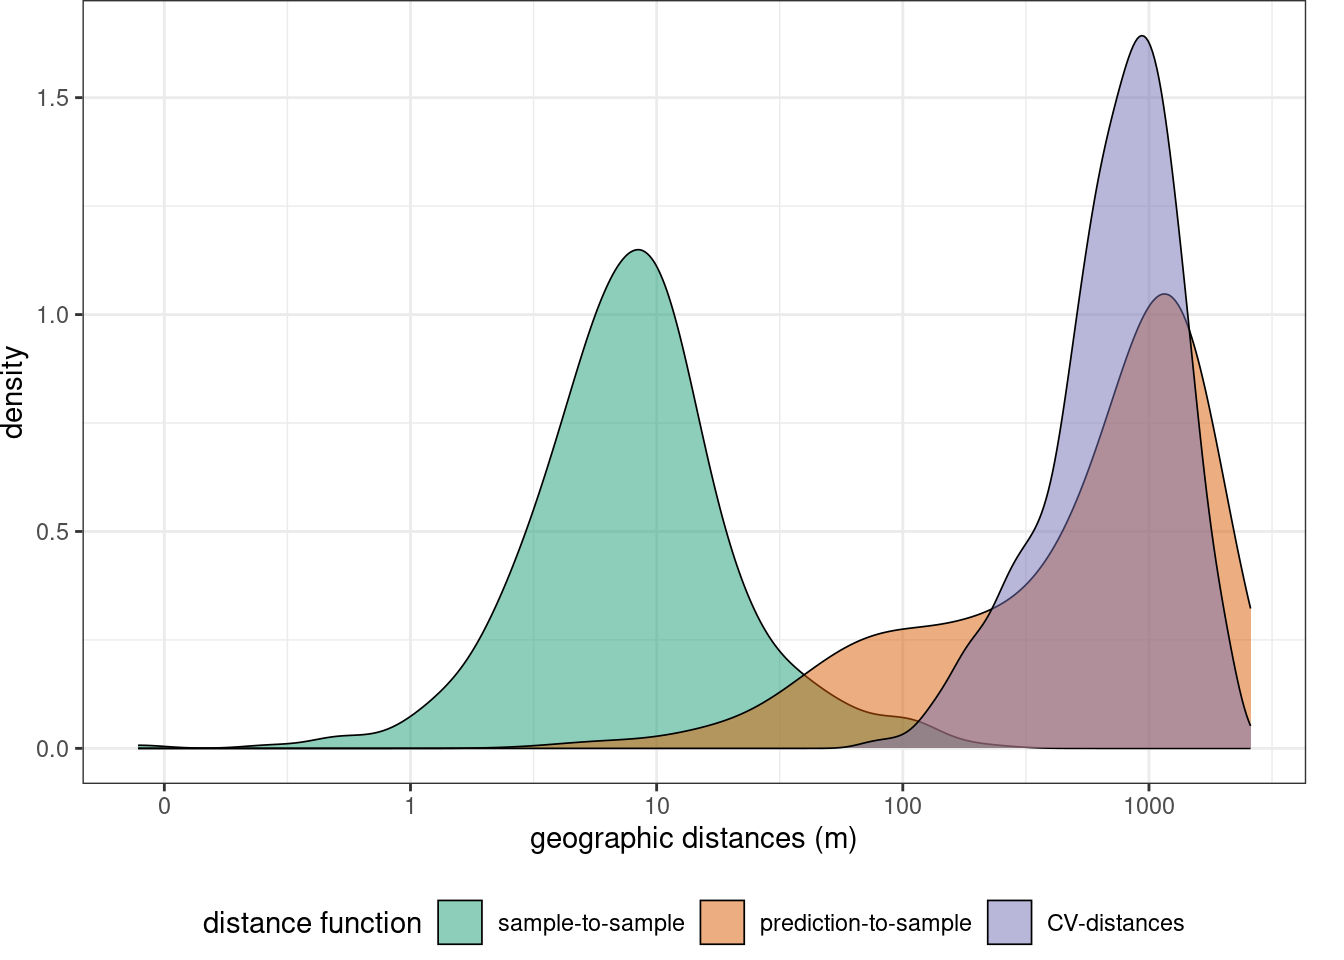 density
1.5
1.0
0.5
0.0
0 1 10 100 1000
geographic distances (m)
distance function sample-to-sample prediction-to-sample CV-distances